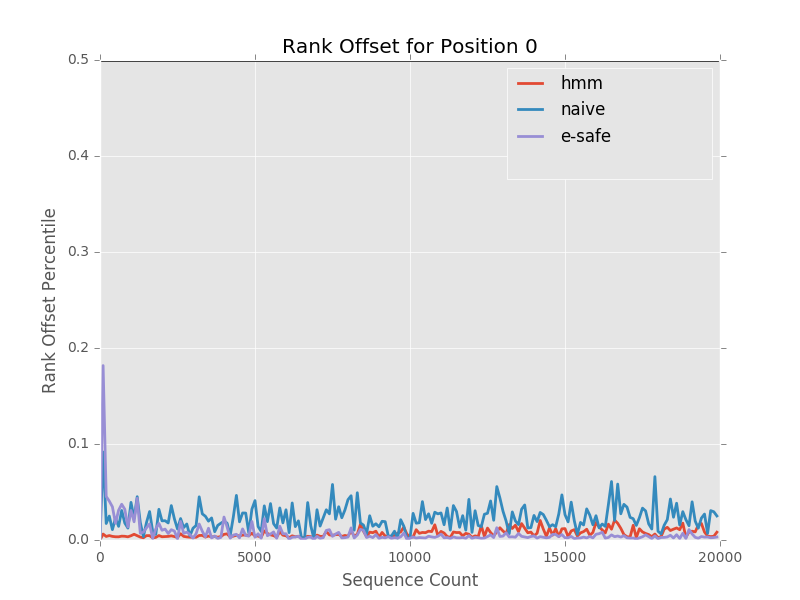 Rank Offset for Position 0
0.5
0.4
0.3
0.2
0.1
0.0
Rank Offset Percentile
hmm
naive
e-safe
0 5000 10000 15000 20000
Sequence Count